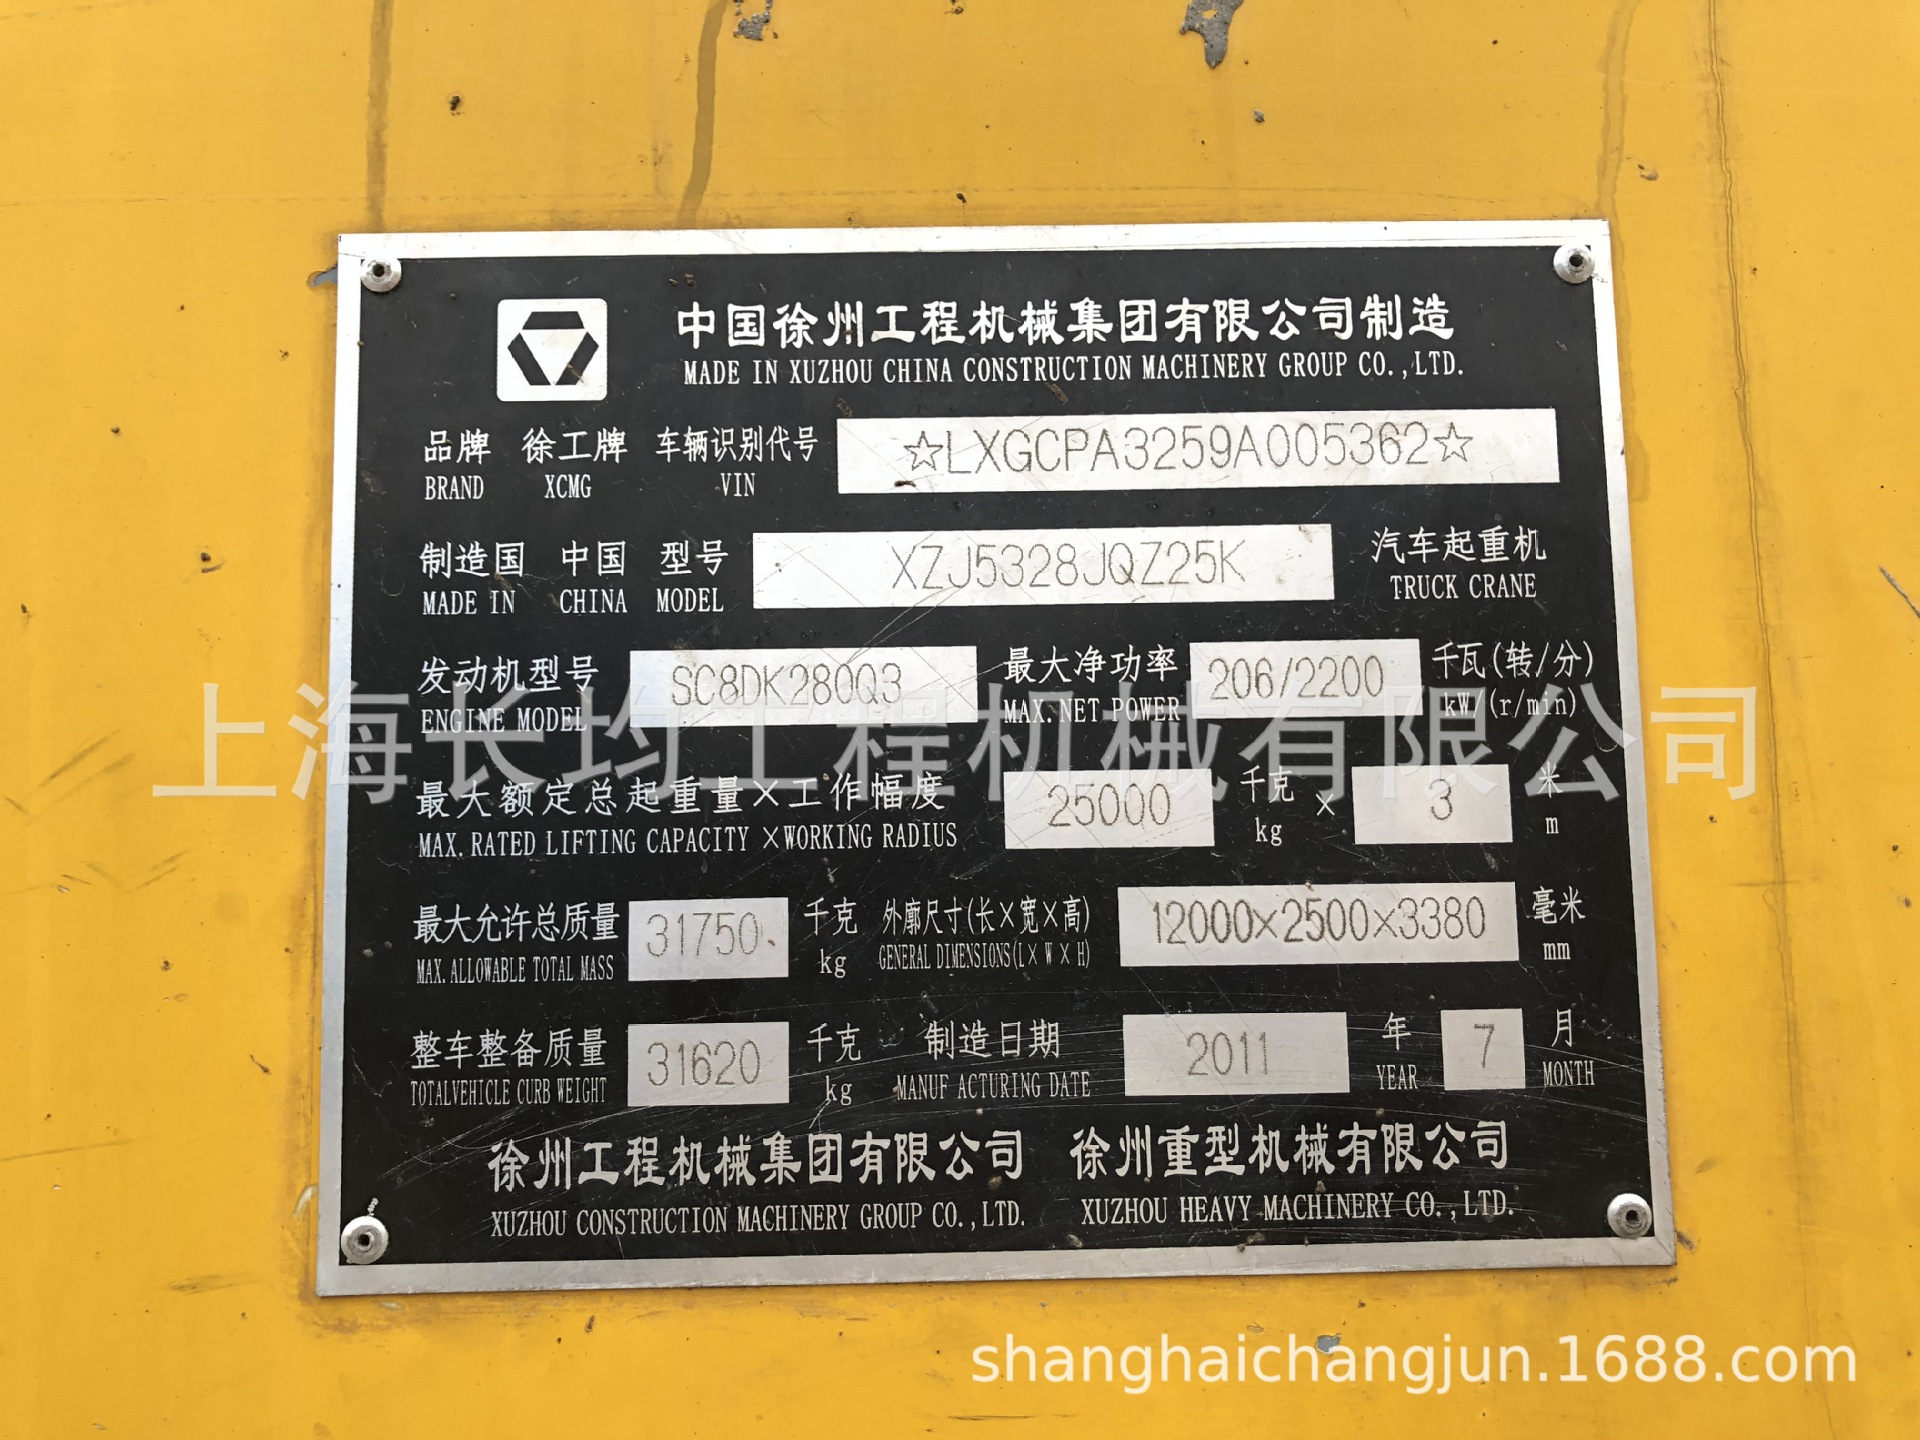 中国徐州工程机械集团有限公司制造
MADE IN XUZHOU CHINA CONSTRUCTION MACHINERY GROUP CO.,LTD.
品牌 徐工牌 车辆识别代号 ☆LXGCPA3259A005362☆
BRAND XCMG VIN
制造国 中国 型号 XZJ5328JQZ25K 汽车起重机
MADE IN CHINA MODEL TRUCK CRANE
发动机型号 SC8DK280Q3 最大净功率 206/2200 千瓦(转/分)
ENGINE MODEL MAX.NET POWER kW/(r/min)
上海长均工程机械有限公司
最大额定总起重量×工作幅度 25000 千克 × 3 米
MAX.RATED LIFTING CAPACITY ×WORKING RADIUS kg m
最大允许总质量 31750 千克 外廓尺寸(长×宽×高) 12000×2500×3380 毫米
MAX.ALLOWABLE TOTAL MASS kg GENERAL DIMENSIONS(L×W×H) mm
整车整备质量 31620 千克 制造日期 2011 年 7 月
TOTALVEHICLE CURB WEIGHT kg MANUF ACTURING DATE YEAR MONTH
徐州工程机械集团有限公司 徐州重型机械有限公司
XUZHOU CONSTRUCTION MACHINERY GROUP CO.,LTD. XUZHOU HEAVY MACHINERY CO.,LTD.
shanghaichangjun.1688.com